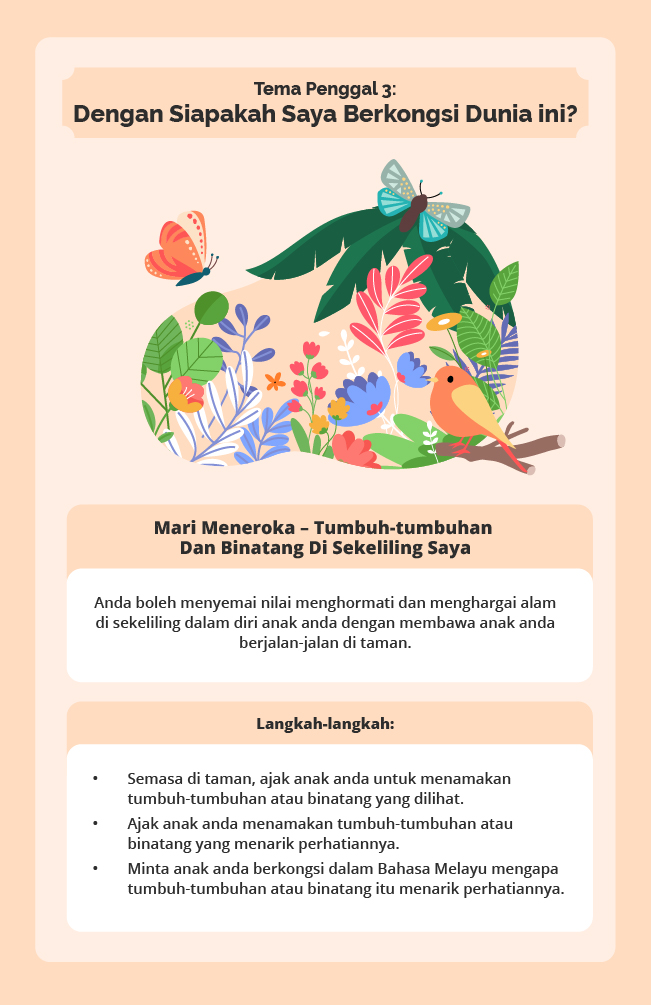 Tema Penggal 3:
Dengan Siapakah Saya Berkongsi Dunia ini?
Mari Meneroka – Tumbuh-tumbuhan
Dan Binatang Di Sekeliling Saya
Anda boleh menyemai nilai menghormati dan menghargai alam
di sekeliling dalam diri anak anda dengan membawa anak anda
berjalan-jalan di taman.
Langkah-langkah:
• Semasa di taman, ajak anak anda untuk menamakan
tumbuh-tumbuhan atau binatang yang dilihat.
• Ajak anak anda menamakan tumbuh-tumbuhan atau
binatang yang menarik perhatiannya.
• Minta anak anda berkongsi dalam Bahasa Melayu mengapa
tumbuh-tumbuhan atau binatang itu menarik perhatiannya.